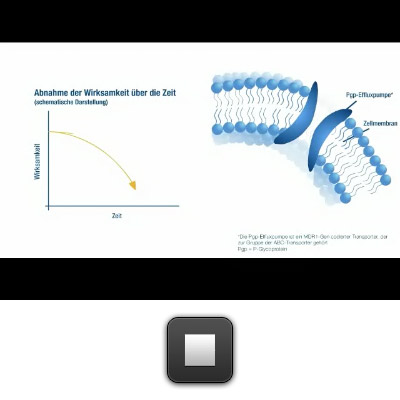 Abnahme der Wirksamkeit über die Zeit
(schematische Darstellung)
Wirksamkeit
Zeit
Pgp-Effluxpumpe*
Zellmembran
*Die Pgp-Effluxpumpe ist ein MDR1-Gen codierter Transporter, der
zur Gruppe der ABC-Transporter gehört
Pgp = P-Glycoprotein